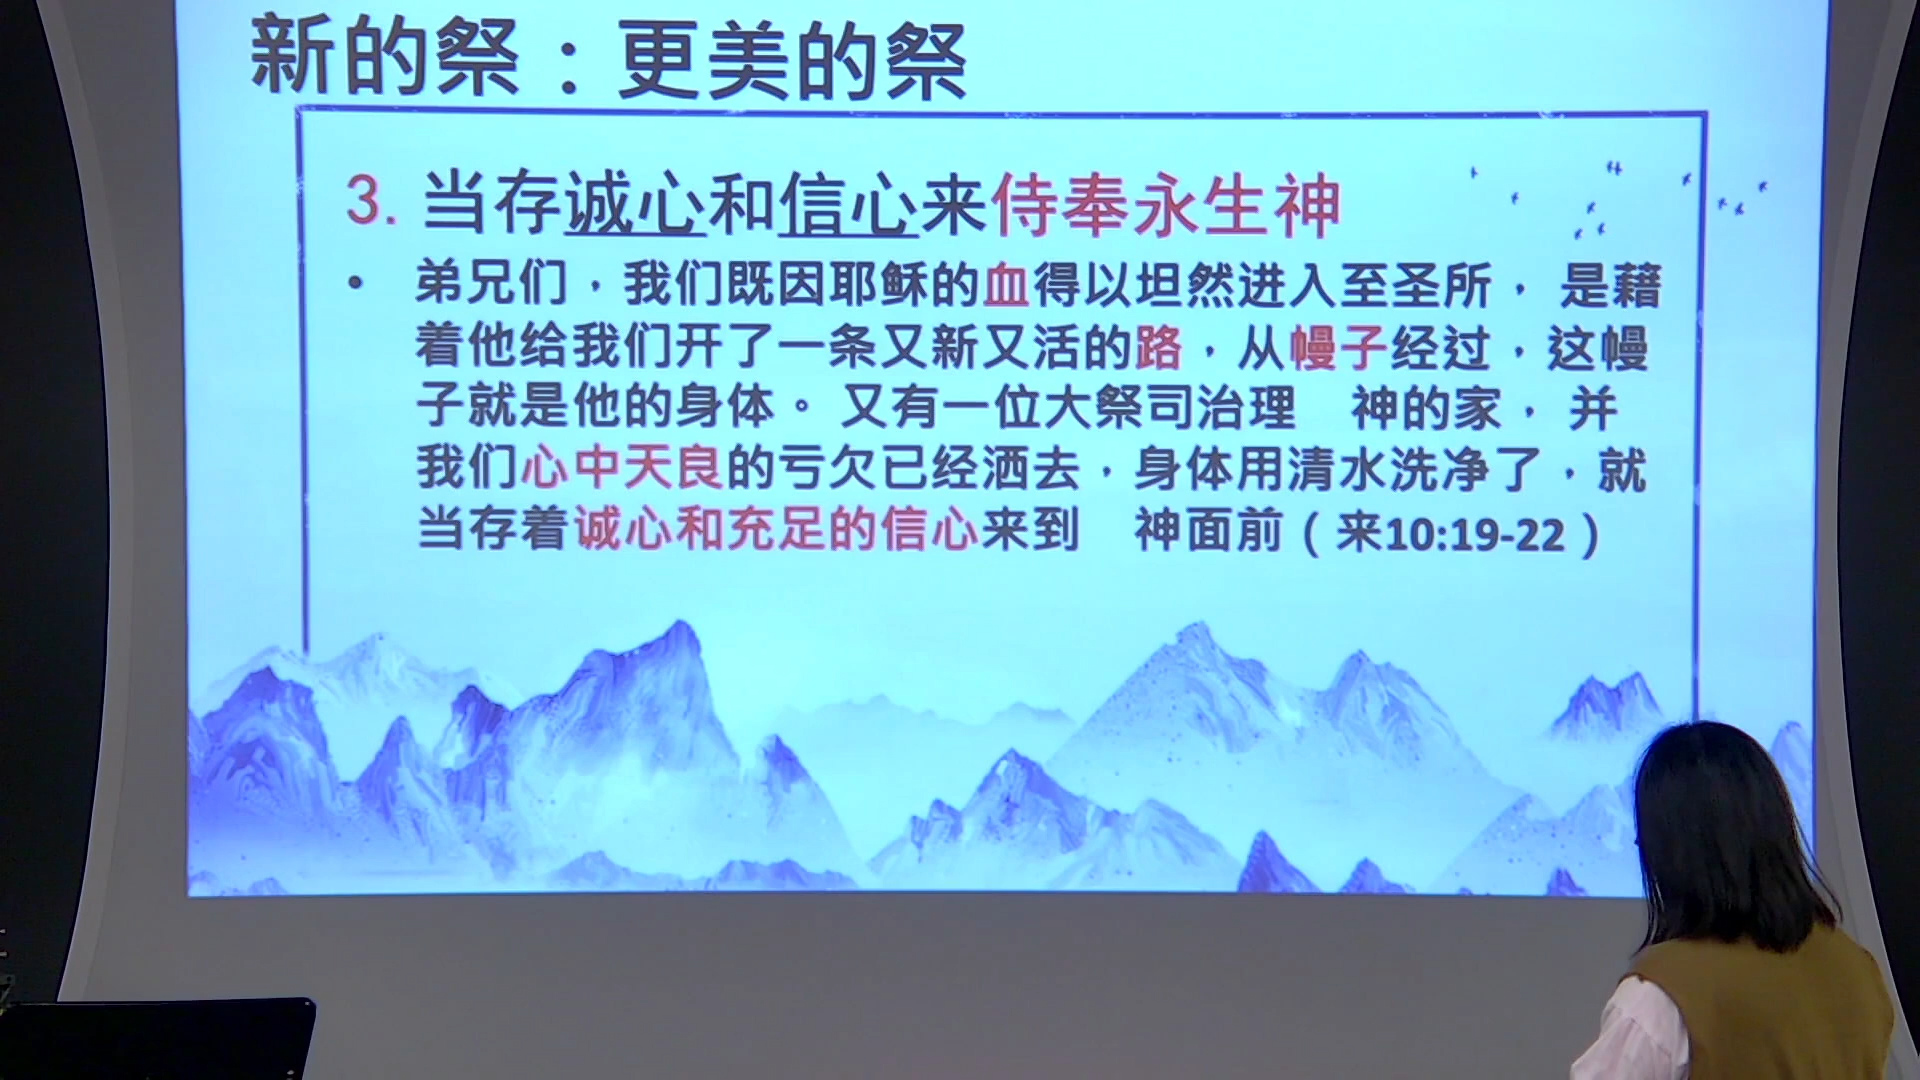 新的祭：更美的祭
3. 当存诚心和信心来侍奉永生神
• 弟兄们，我们既因耶稣的血得以坦然进入至圣所， 是藉
着他给我们开了一条又新又活的路，从幔子经过，这幔
子就是他的身体。 又有一位大祭司治理　神的家， 并
我们心中天良的亏欠已经洒去，身体用清水洗净了，就
当存着诚心和充足的信心来到　神面前（来10:19-22）